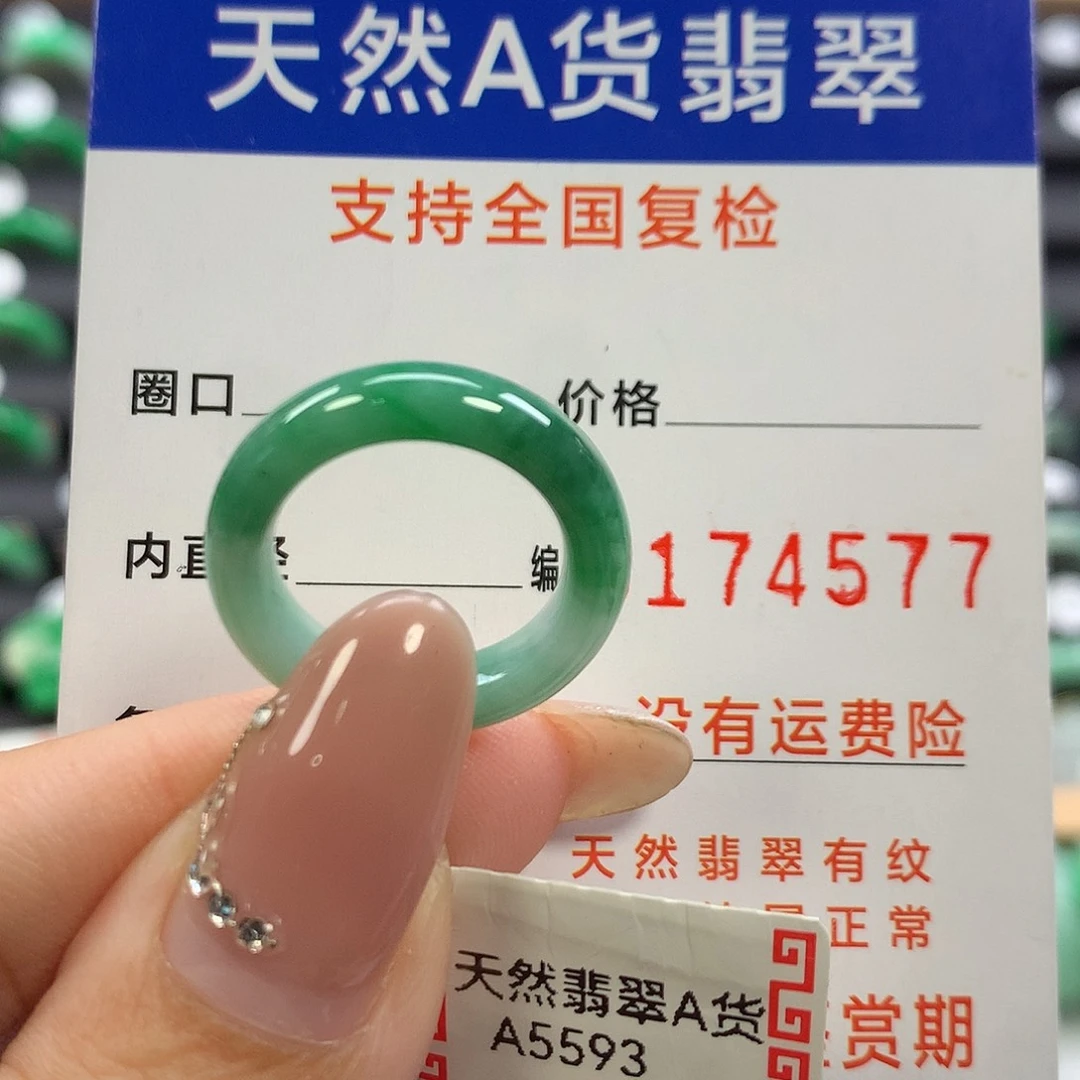 天然A货翡翠
支持全国复检
圈口 价格
内直径 编 174577
没有运费险
天然翡翠有纹
正常
赏期
天然翡翠A货
A5593